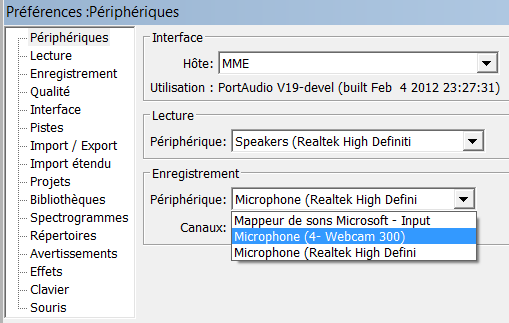 Préférences :Périphériques
Périphériques
Lecture
Enregistrement
Qualité
Interface
Pistes
Import / Export
Import étendu
Projets
Bibliothèques
Spectrogrammes
Répertoires
Avertissements
Effets
Clavier
Souris
Interface
Hôte: MME
Utilisation : PortAudio V19-devel (built Feb  4 2012 23:27:31)
Lecture
Périphérique: Speakers (Realtek High Definiti
Enregistrement
Périphérique: Microphone (Realtek High Defini
Canaux:
Mappeur de sons Microsoft - Input
Microphone (4- Webcam 300)
Microphone (Realtek High Defini